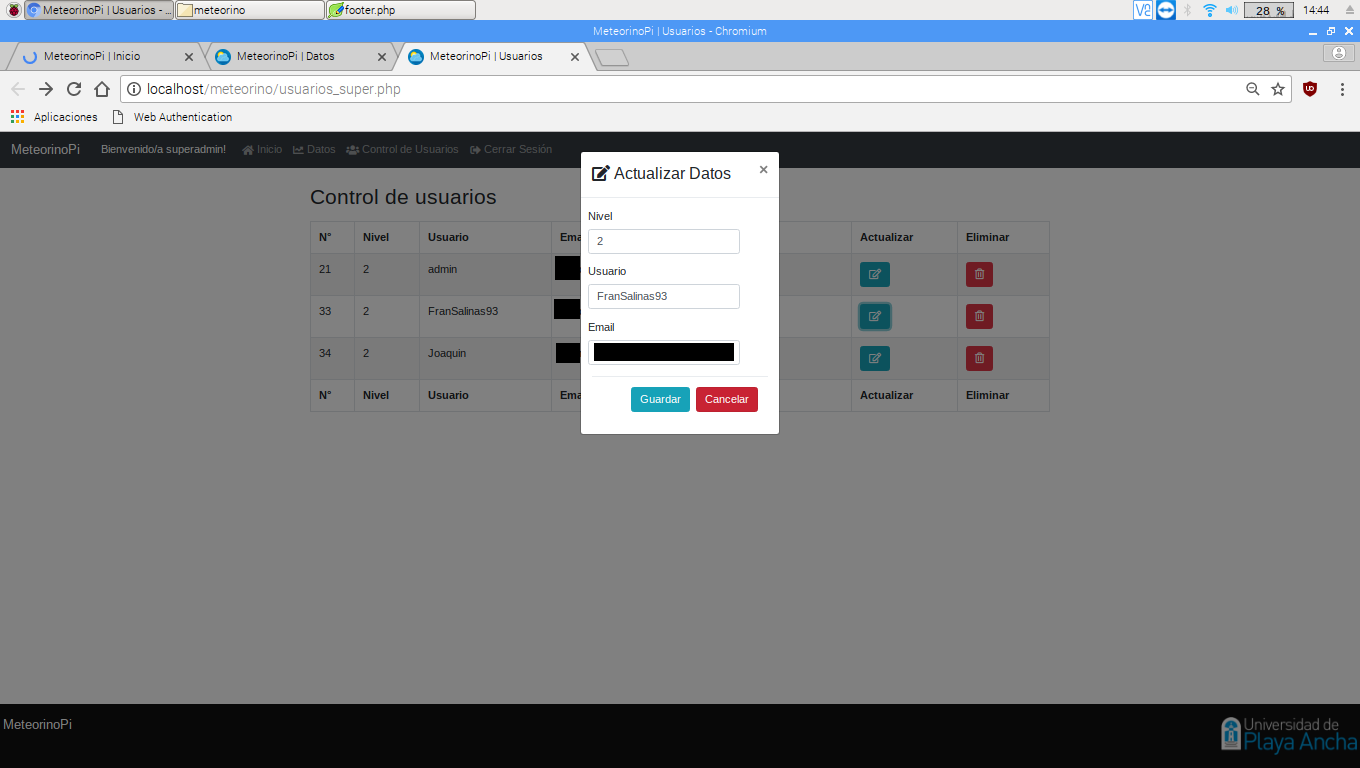 MeteorinoPi | Usuarios - ...
meteorino
footer.php
28 %
14:44
MeteorinoPi | Usuarios - Chromium
MeteorinoPi | Inicio
MeteorinoPi | Datos
MeteorinoPi | Usuarios
localhost/meteorino/usuarios_super.php
Aplicaciones
Web Authentication
MeteorinoPi Bienvenido/a superadmin! Inicio Datos Control de Usuarios Cerrar Sesión
Actualizar Datos ×
Nivel
2
Usuario
FranSalinas93
Email
Guardar Cancelar
Control de usuarios
N° Nivel Usuario Ema Actualizar Eliminar
21 2 admin
33 2 FranSalinas93
34 2 Joaquin
N° Nivel Usuario Ema Actualizar Eliminar
MeteorinoPi
Universidad de
Playa Ancha